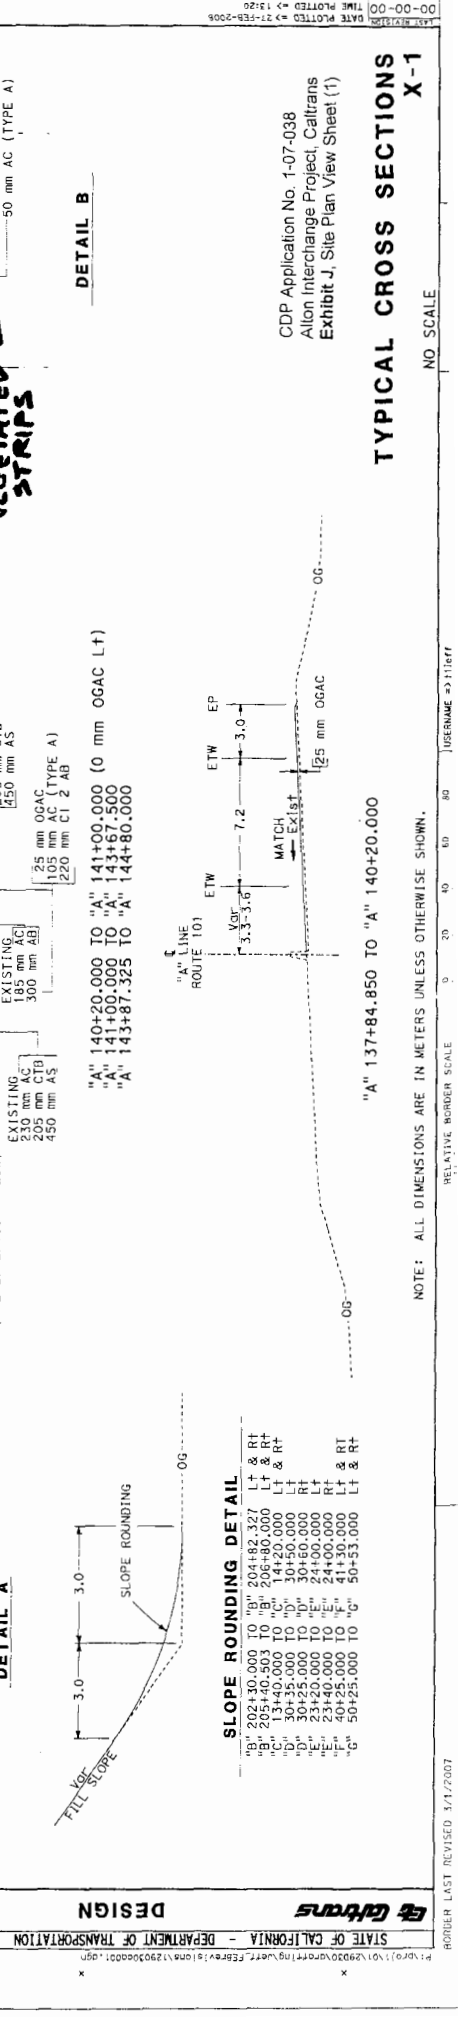 50 mm AC (TYPE A)
DETAIL B
STRIPS
450 mm AS
25 mm OGAC
105 mm AC (TYPE A)
220 mm Cl 2 AB
EXISTING
185 mm AC
300 mm AB
EXISTING
230 mm AC
205 mm CTB
450 mm AS
"A" 140+20.000 TO "A" 141+00.000 (0 mm OGAC Lt)
"A" 141+00.000 TO "A" 143+67.500
"A" 143+87.325 TO "A" 144+80.000
DETAIL A
3.0
3.0
SLOPE ROUNDING
Var
FILL SLOPE
OG
SLOPE ROUNDING DETAIL
"B" 202+30.000 TO "B" 204+82.327 Lt & Rt
"B" 205+40.503 TO "B" 206+80.000 Lt & Rt
"C" 13+40.000 TO "C" 14+20.000 Lt & Rt
"D" 30+35.000 TO "D" 30+50.000 Lt
"D" 30+25.000 TO "D" 30+60.000 Rt
"E" 23+20.000 TO "E" 24+00.000 Lt
"E" 23+40.000 TO "E" 24+00.000 Rt
"F" 40+25.000 TO "F" 41+30.000 Lt & RT
"G" 50+25.000 TO "G" 50+53.000 Lt & Rt
"A" LINE
ROUTE 101
Var
3.3-3.6
ETW
7.2
ETW
3.0
EP
MATCH
Exist
25 mm OGAC
OG
OG
"A" 137+84.850 TO "A" 140+20.000
CDP Application No. 1-07-038
Alton Interchange Project, Caltrans
Exhibit J, Site Plan View Sheet (1)
TYPICAL CROSS SECTIONS
NO SCALE
X-1
NOTE: ALL DIMENSIONS ARE IN METERS UNLESS OTHERWISE SHOWN.
STATE OF CALIFORNIA - DEPARTMENT OF TRANSPORTATION
Caltrans
DESIGN
BORDER LAST REVISED 3/1/2007
RELATIVE BORDER SCALE
0 20 40 60 80
LAST REVISION
00-00-00
DATE PLOTTED => 27-FEB-2008
TIME PLOTTED => 13:20
x
x